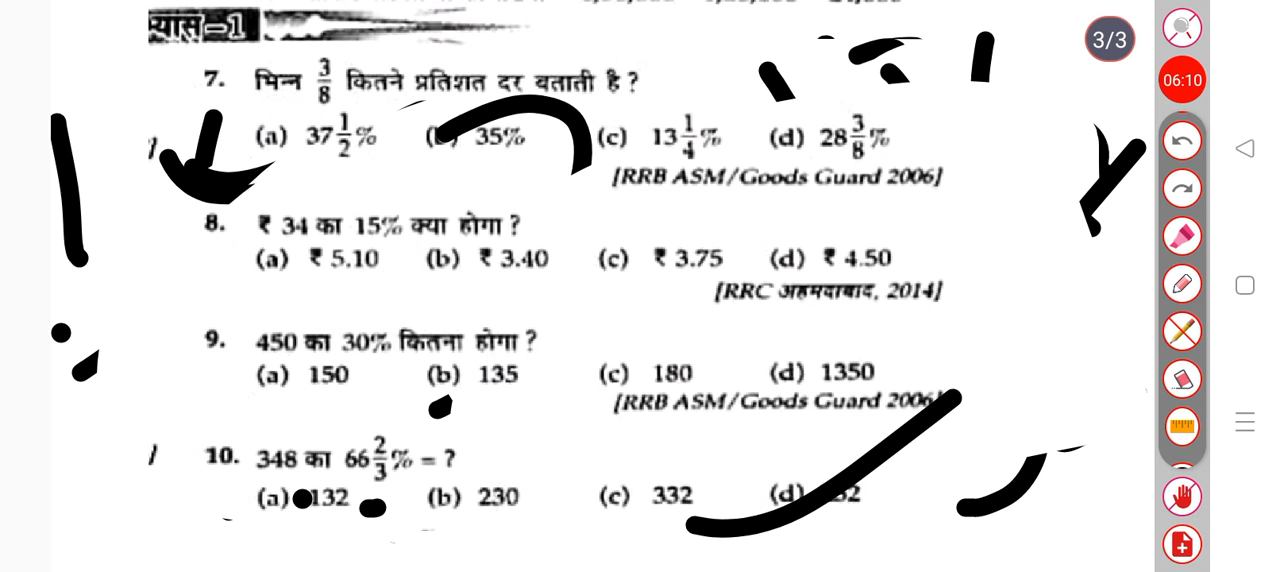 3/3
06:10
7. भिन्न 3/8 कितने प्रतिशत दर बताती है ?
(a) 37 1/2 % 35% (c) 13 1/4 % (d) 28 3/8 %
[RRB ASM/Goods Guard 2006]
8. ₹ 34 का 15% क्या होगा ?
(a) ₹ 5.10 (b) ₹ 3.40 (c) ₹ 3.75 (d) ₹ 4.50
[RRC अहमदाबाद, 2014]
9. 450 का 30% कितना होगा ?
(a) 150 (b) 135 (c) 180 (d) 1350
[RRB ASM/Goods Guard 2006]
10. 348 का 66 2/3 % = ?
(a) 132 (b) 230 (c) 332 (d)